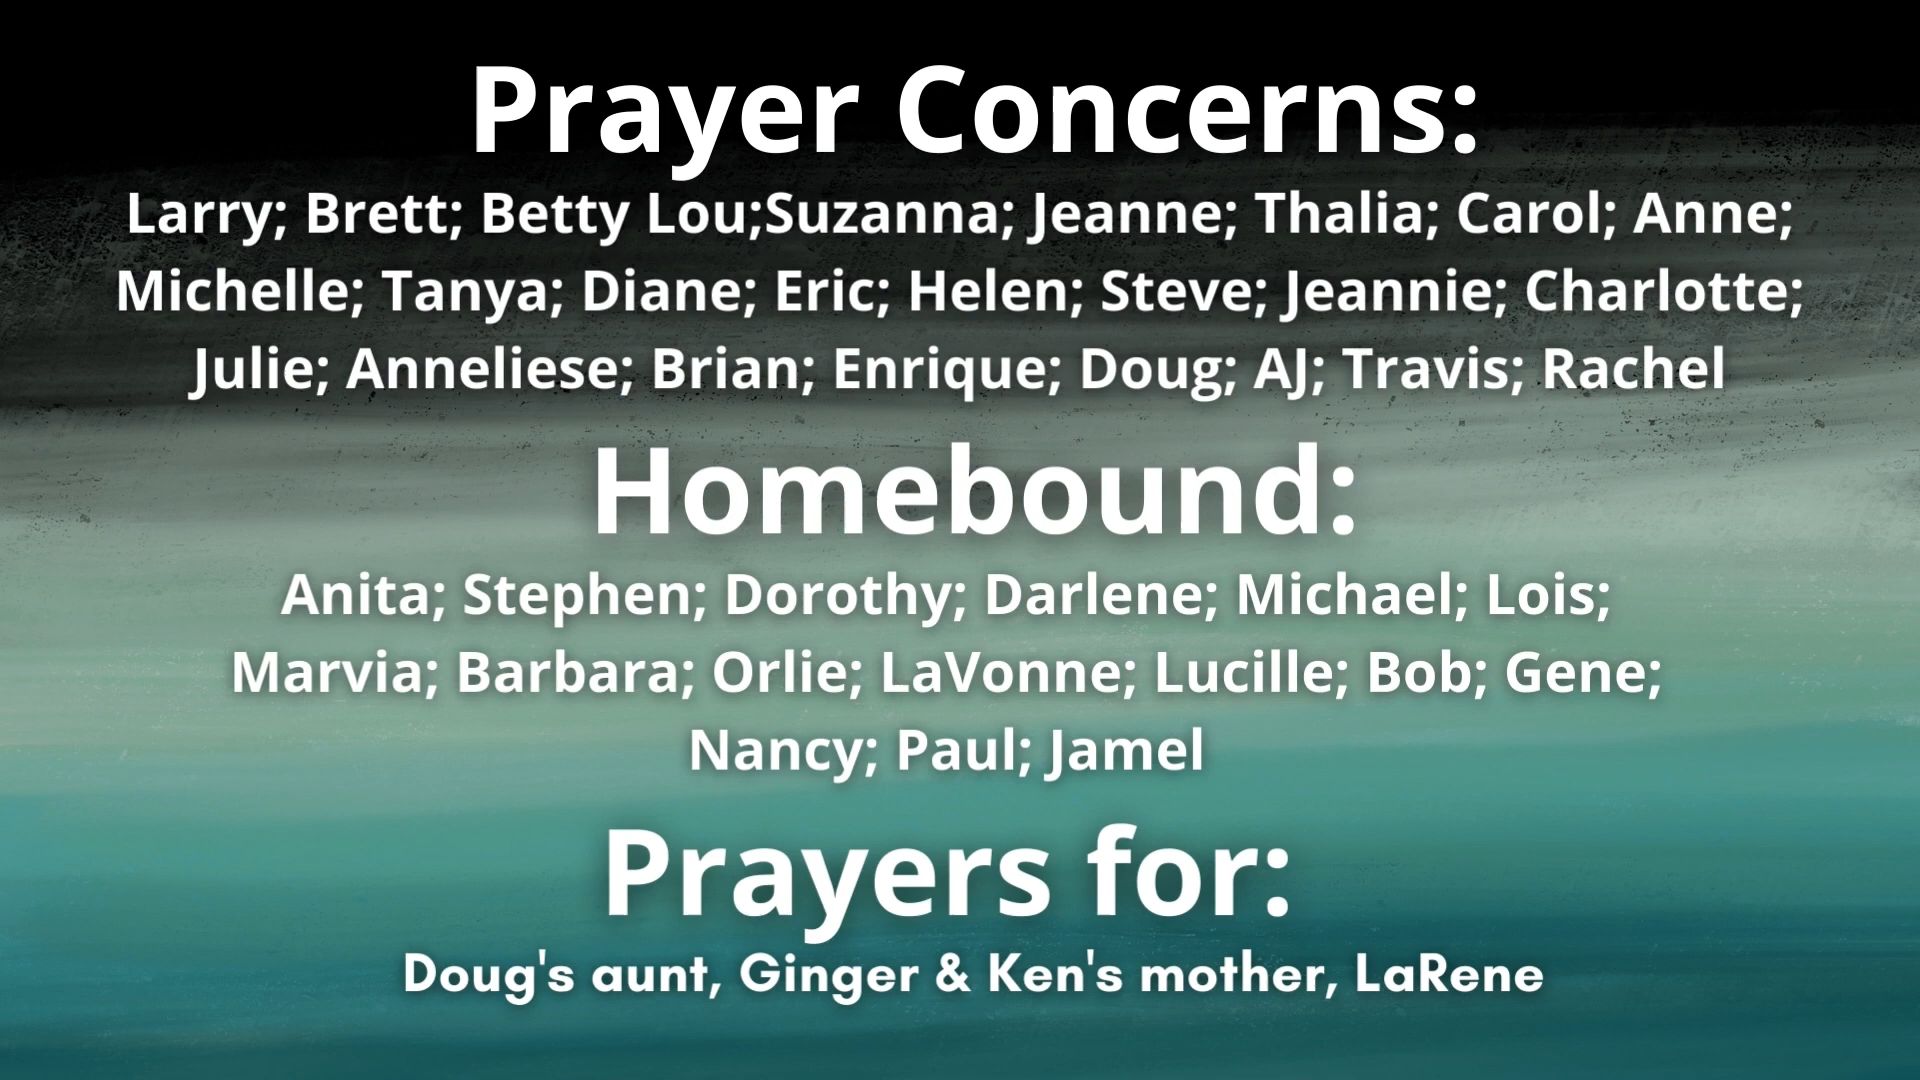 Prayer Concerns:
Larry; Brett; Betty Lou;Suzanna; Jeanne; Thalia; Carol; Anne;
Michelle; Tanya; Diane; Eric; Helen; Steve; Jeannie; Charlotte;
Julie; Anneliese; Brian; Enrique; Doug; AJ; Travis; Rachel
Homebound:
Anita; Stephen; Dorothy; Darlene; Michael; Lois;
Marvia; Barbara; Orlie; LaVonne; Lucille; Bob; Gene;
Nancy; Paul; Jamel
Prayers for:
Doug's aunt, Ginger & Ken's mother, LaRene